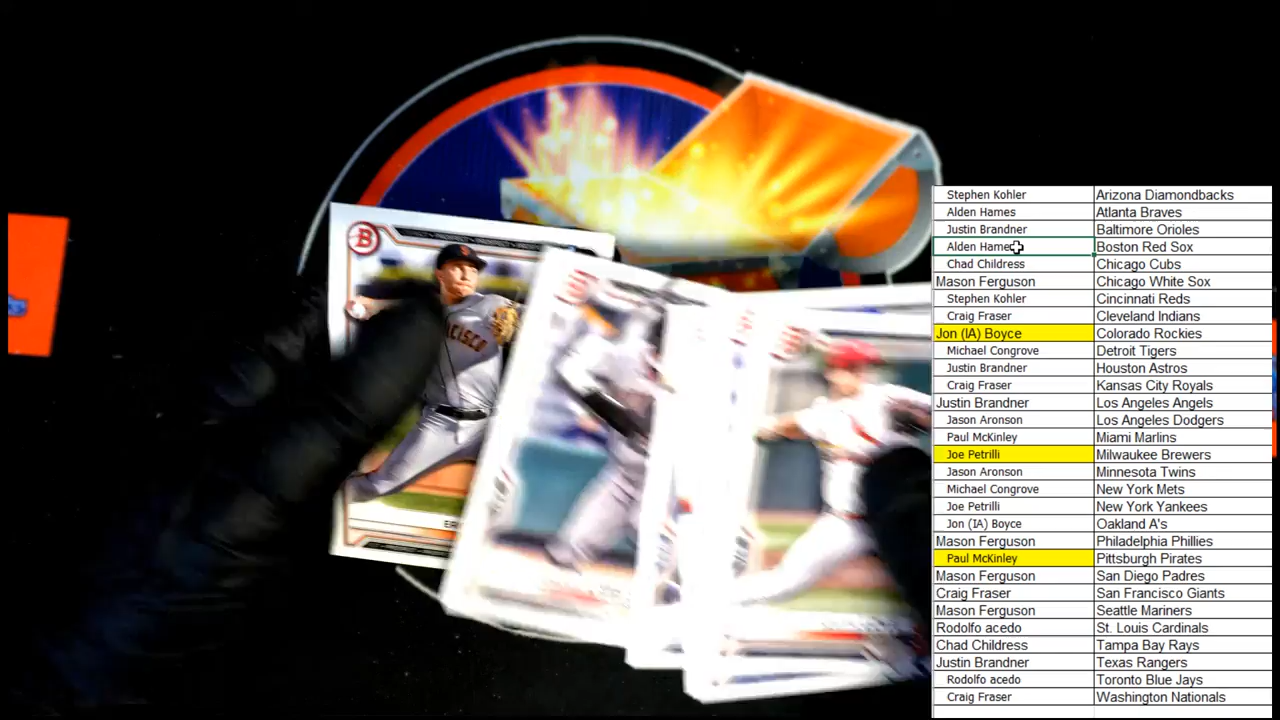 B
CISCO
Stephen Kohler Arizona Diamondbacks
Alden Hames Atlanta Braves
Justin Brandner Baltimore Orioles
Alden Hames Boston Red Sox
Chad Childress Chicago Cubs
Mason Ferguson Chicago White Sox
Stephen Kohler Cincinnati Reds
Craig Fraser Cleveland Indians
Jon (IA) Boyce Colorado Rockies
Michael Congrove Detroit Tigers
Justin Brandner Houston Astros
Craig Fraser Kansas City Royals
Justin Brandner Los Angeles Angels
Jason Aronson Los Angeles Dodgers
Paul McKinley Miami Marlins
Joe Petrilli Milwaukee Brewers
Jason Aronson Minnesota Twins
Michael Congrove New York Mets
Joe Petrilli New York Yankees
Jon (IA) Boyce Oakland A's
Mason Ferguson Philadelphia Phillies
Paul McKinley Pittsburgh Pirates
Mason Ferguson San Diego Padres
Craig Fraser San Francisco Giants
Mason Ferguson Seattle Mariners
Rodolfo acedo St. Louis Cardinals
Chad Childress Tampa Bay Rays
Justin Brandner Texas Rangers
Rodolfo acedo Toronto Blue Jays
Craig Fraser Washington Nationals